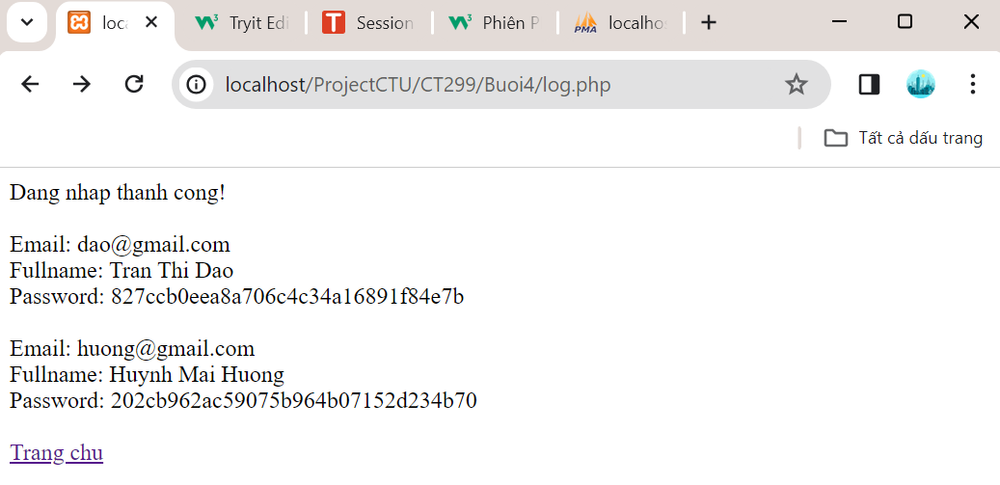 loca
Tryit Edi
Session
Phiên P
PMA
localhos
localhost/ProjectCTU/CT299/Buoi4/log.php
Tất cả dấu trang
Dang nhap thanh cong!
Email: dao@gmail.com
Fullname: Tran Thi Dao
Password: 827ccb0eea8a706c4c34a16891f84e7b
Email: huong@gmail.com
Fullname: Huynh Mai Huong
Password: 202cb962ac59075b964b07152d234b70
Trang chu